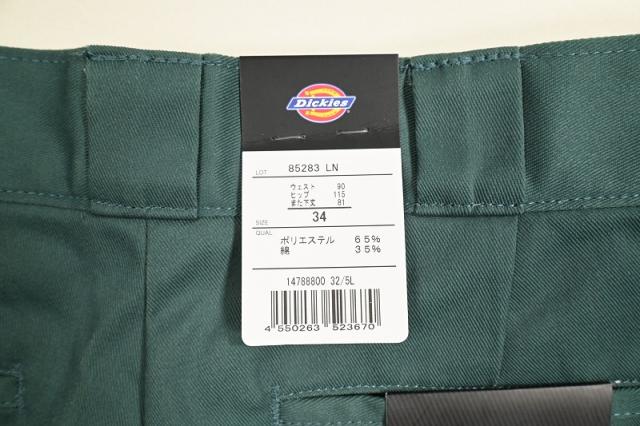 Dickies
LOT 85283 LN
ウェスト 90
ヒップ 115
また下丈 81
SIZE 34
QUAL
ポリエステル 65%
綿 35%
14788800 32/5L
4 550263 523670